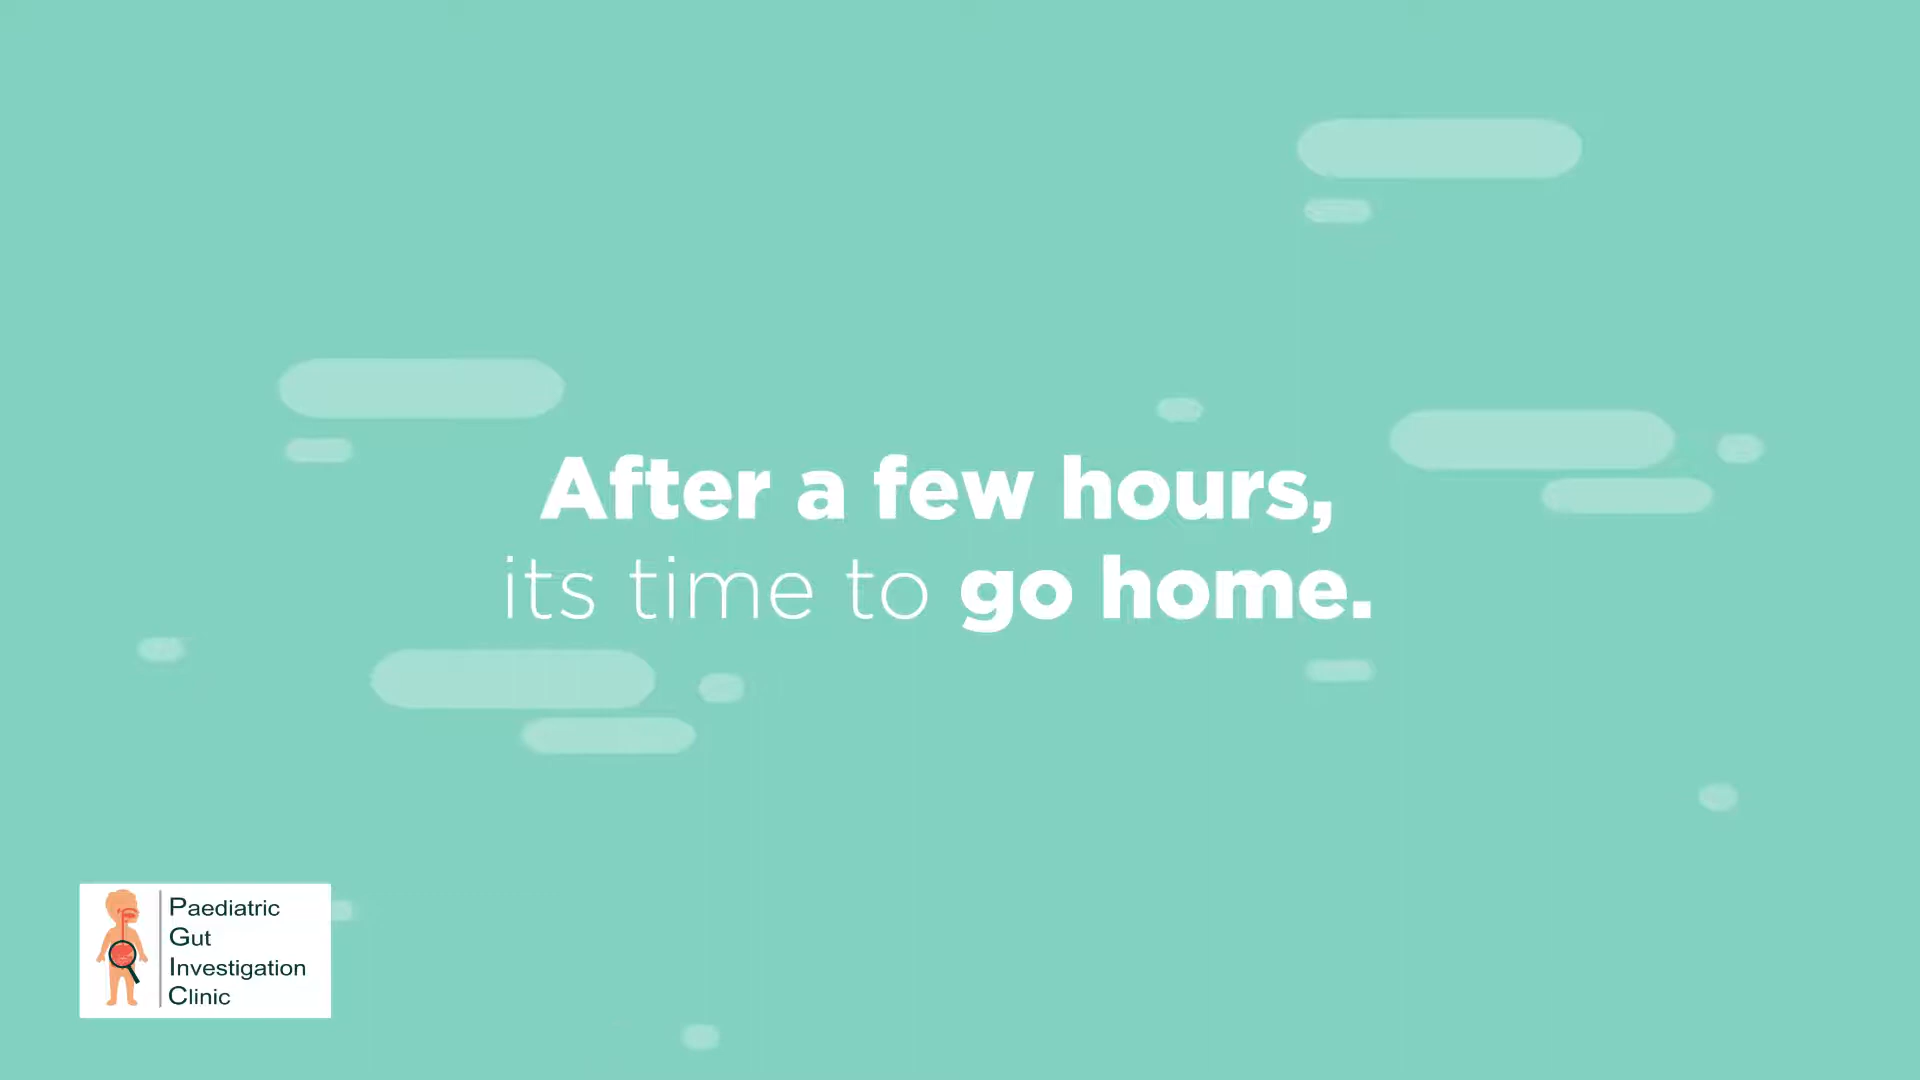 After a few hours,
its time to go home.
Paediatric
Gut
Investigation
Clinic